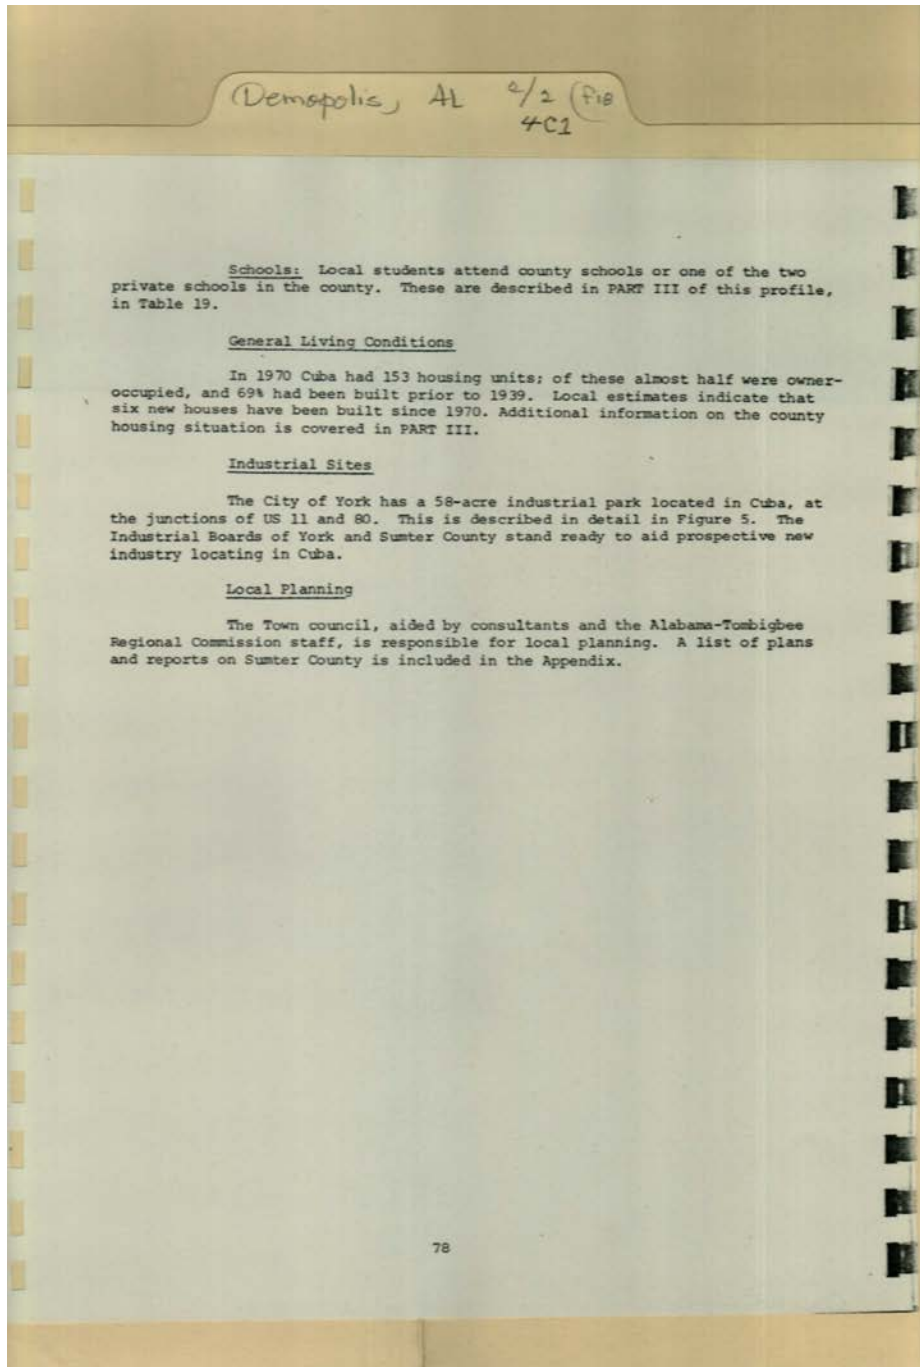 Demopolis, AL 2/2 (F18
4C1
Schools: Local students attend county schools or one of the two
private schools in the county. These are described in PART III of this profile,
in Table 19.
General Living Conditions
In 1970 Cuba had 153 housing units; of these almost half were owner-
occupied, and 69% had been built prior to 1939. Local estimates indicate that
six new houses have been built since 1970. Additional information on the county
housing situation is covered in PART III.
Industrial Sites
The City of York has a 58-acre industrial park located in Cuba, at
the junctions of US 11 and 80. This is described in detail in Figure 5. The
Industrial Boards of York and Sumter County stand ready to aid prospective new
industry locating in Cuba.
Local Planning
The Town council, aided by consultants and the Alabama-Tombigbee
Regional Commission staff, is responsible for local planning. A list of plans
and reports on Sumter County is included in the Appendix.
78